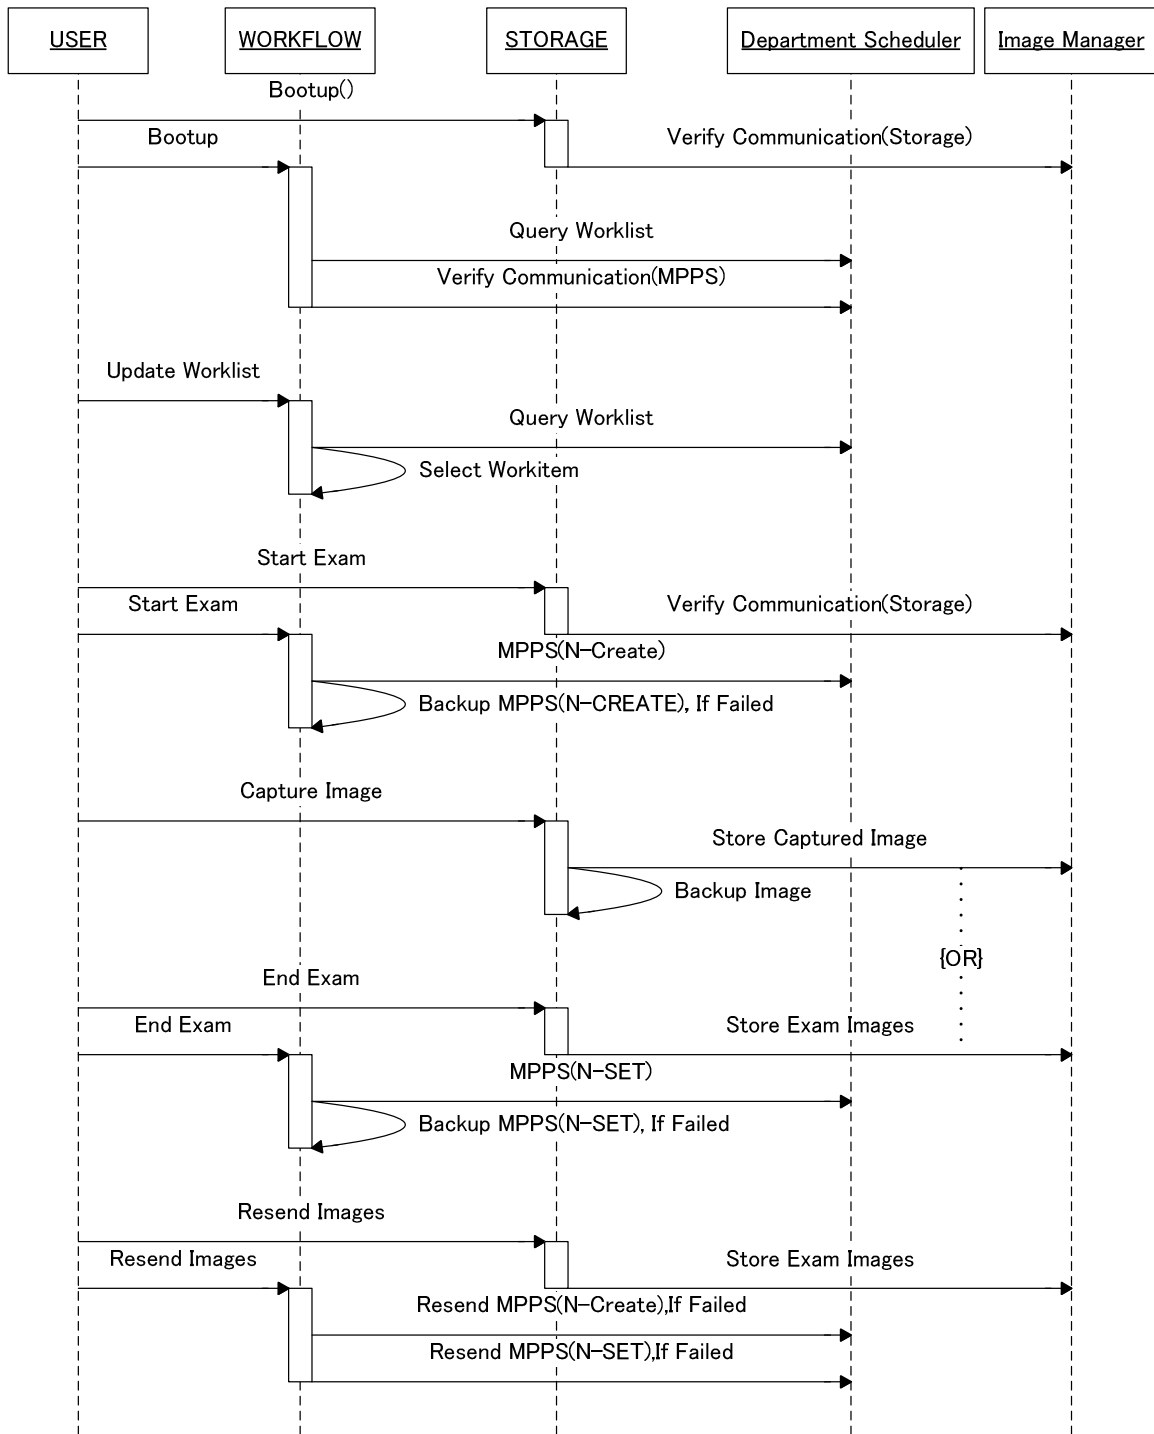 USER
WORKFLOW
STORAGE
Department Scheduler
Image Manager
Bootup()
Bootup
Verify Communication(Storage)
Query Worklist
Verify Communication(MPPS)
Update Worklist
Query Worklist
Select Workitem
Start Exam
Start Exam
Verify Communication(Storage)
MPPS(N-Create)
Backup MPPS(N-CREATE), If Failed
Capture Image
Store Captured Image
Backup Image
{OR}
End Exam
End Exam
Store Exam Images
MPPS(N-SET)
Backup MPPS(N-SET), If Failed
Resend Images
Resend Images
Store Exam Images
Resend MPPS(N-Create),If Failed
Resend MPPS(N-SET),If Failed